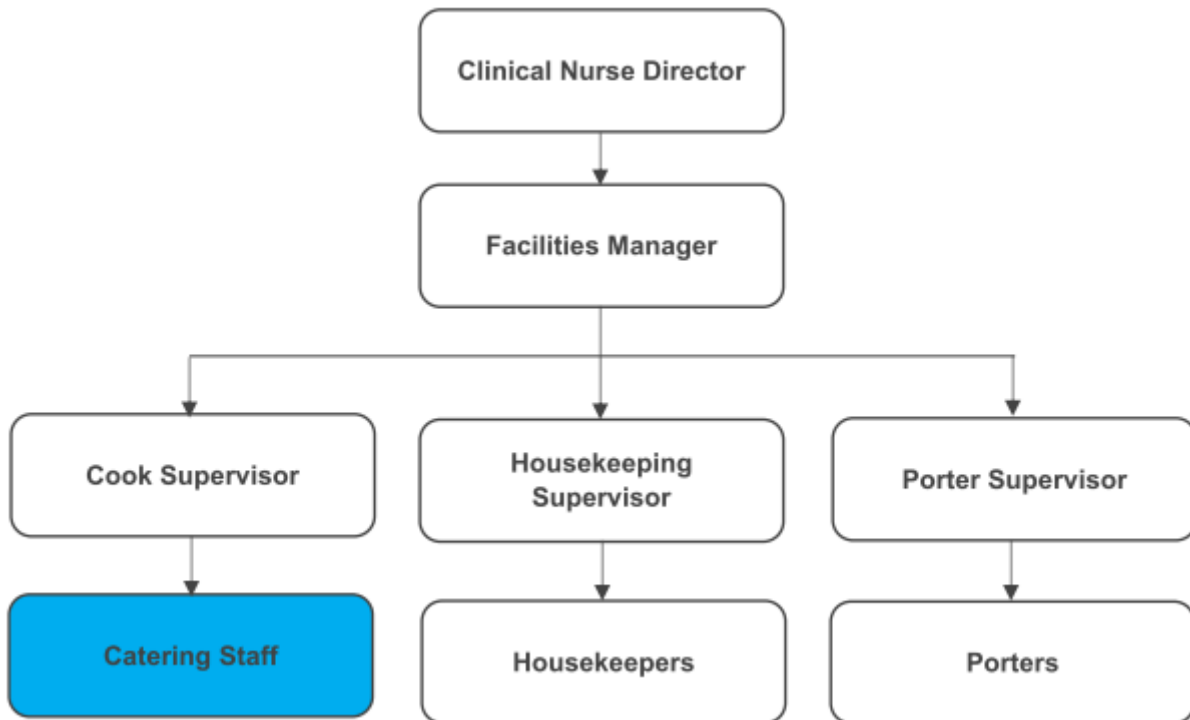 Clinical Nurse Director
Facilities Manager
Cook Supervisor
Housekeeping
Supervisor
Porter Supervisor
Catering Staff
Housekeepers
Porters